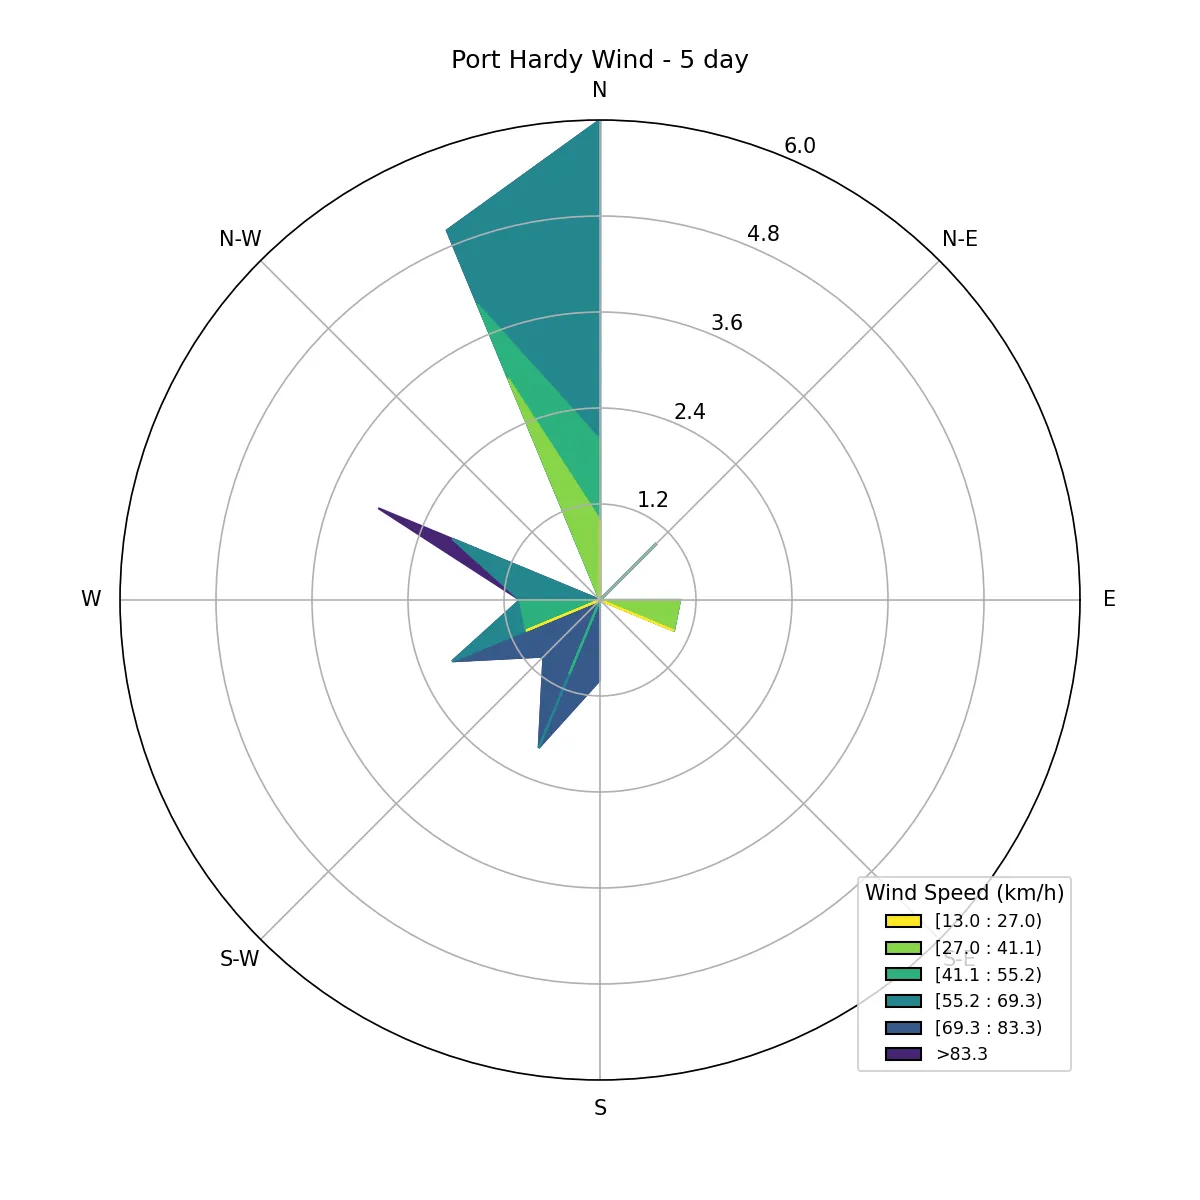 Port Hardy Wind - 5 day
N
6.0
N-W
4.8
N-E
3.6
2.4
1.2
W
E
Wind Speed (km/h)
[13.0 : 27.0)
[27.0 : 41.1)
S-W
S-E
[41.1 : 55.2)
[55.2 : 69.3)
[69.3 : 83.3)
>83.3
S